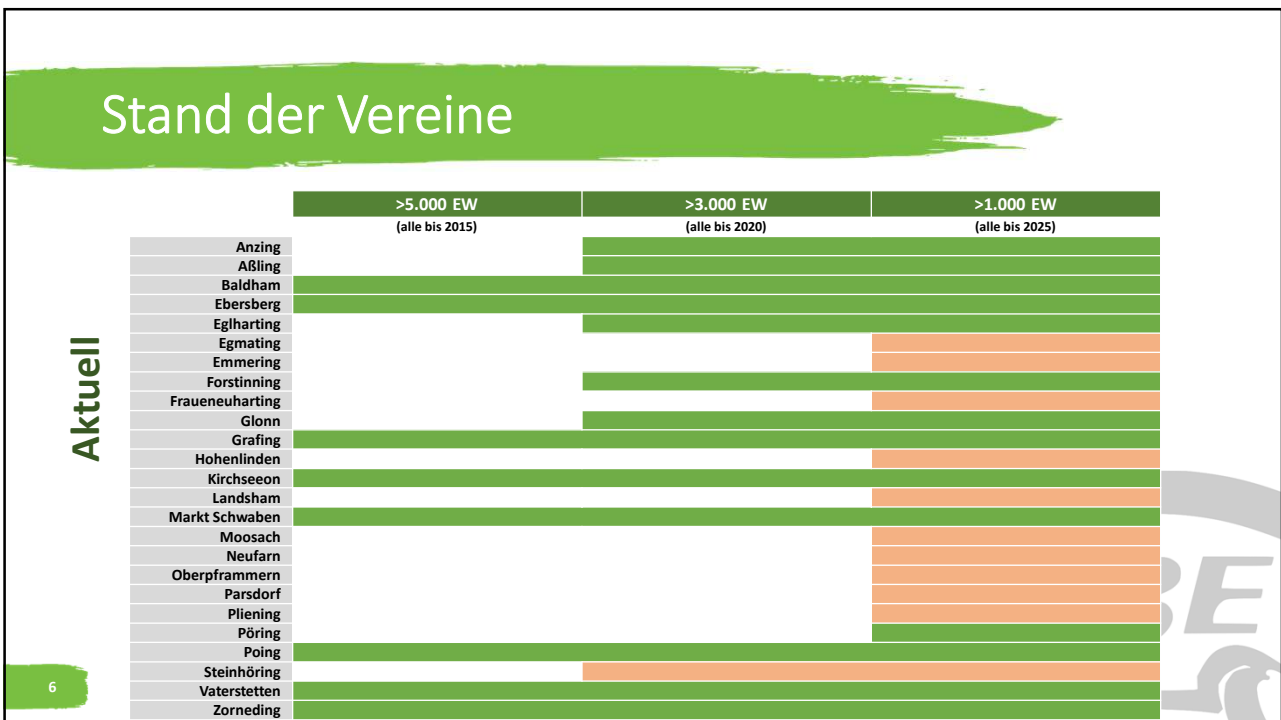 Stand der Vereine
>5.000 EW >3.000 EW >1.000 EW
(alle bis 2015) (alle bis 2020) (alle bis 2025)
Aktuell
Anzing
Aßling
Baldham
Ebersberg
Eglharting
Egmating
Emmering
Forstinning
Fraueneuharting
Glonn
Grafing
Hohenlinden
Kirchseeon
Landsham
Markt Schwaben
Moosach
Neufarn
Oberpframmern
Parsdorf
Pliening
Pöring
Poing
Steinhöring
Vaterstetten
Zorneding
6